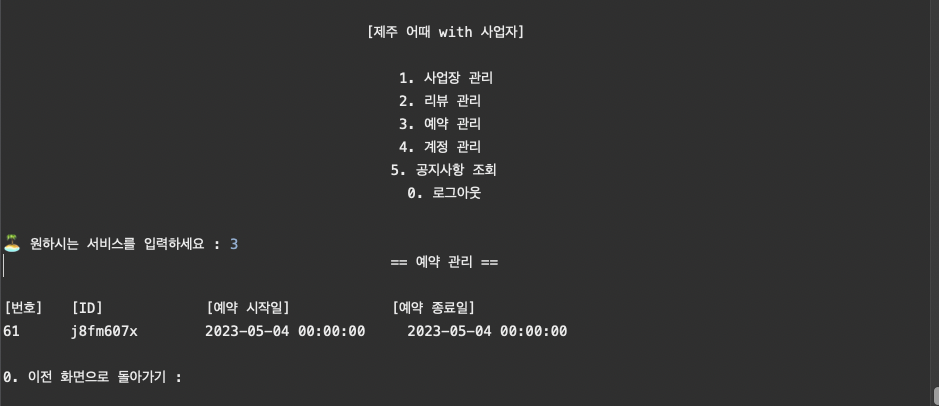 [제주 어때 with 사업자]
1. 사업장 관리
2. 리뷰 관리
3. 예약 관리
4. 계정 관리
5. 공지사항 조회
0. 로그아웃
🏝 원하시는 서비스를 입력하세요 : 3
== 예약 관리 ==
[번호] [ID] [예약 시작일] [예약 종료일]
61 j8fm607x 2023-05-04 00:00:00 2023-05-04 00:00:00
0. 이전 화면으로 돌아가기 :